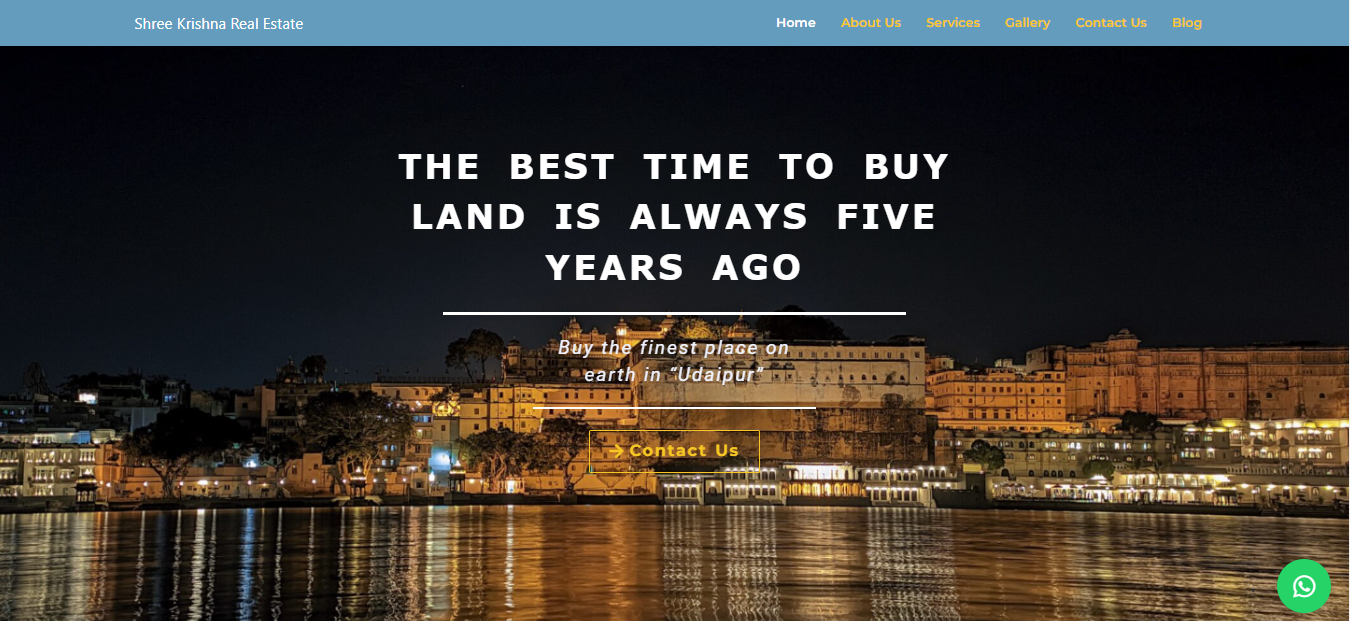 Shree Krishna Real Estate
Home About Us Services Gallery Contact Us Blog
THE BEST TIME TO BUY
LAND IS ALWAYS FIVE
YEARS AGO
Buy the finest place on
earth in “Udaipur”
Contact Us